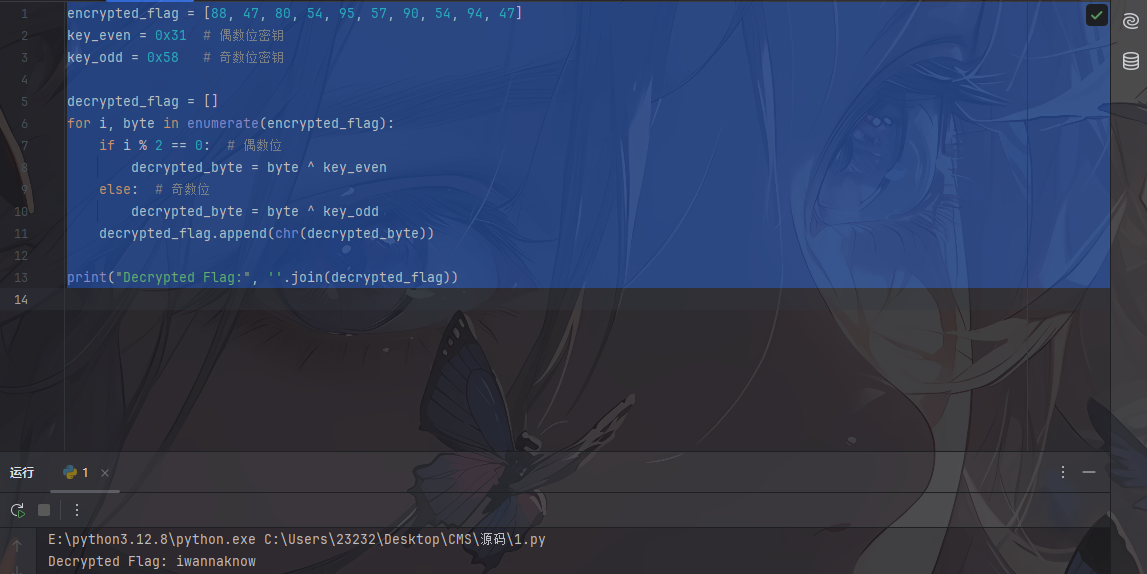 1 encrypted_flag = [88, 47, 80, 54, 95, 57, 90, 54, 94, 47]
2 key_even = 0x31  # 偶数位密钥
3 key_odd = 0x58   # 奇数位密钥
4
5 decrypted_flag = []
6 for i, byte in enumerate(encrypted_flag):
7     if i % 2 == 0:  # 偶数位
8         decrypted_byte = byte ^ key_even
9     else:  # 奇数位
10         decrypted_byte = byte ^ key_odd
11     decrypted_flag.append(chr(decrypted_byte))
12
13 print("Decrypted Flag:", ''.join(decrypted_flag))
14
运行 1
E:\python3.12.8\python.exe C:\Users\23232\Desktop\CMS\源码\1.py
Decrypted Flag: iwannaknow